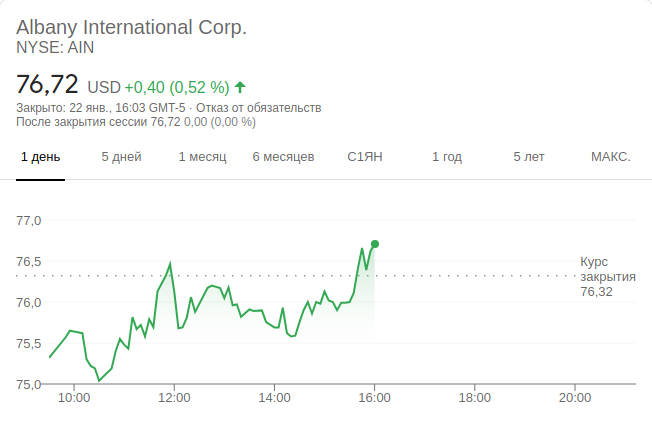 Albany International Corp.
NYSE: AIN
76,72 USD +0,40 (0,52 %)
Закрыто: 22 янв., 16:03 GMT-5 · Отказ от обязательств
После закрытия сессии 76,72 0,00 (0,00 %)
1 день 5 дней 1 месяц 6 месяцев С1ЯН 1 год 5 лет МАКС.
77,0
76,5
76,0
75,5
75,0
Курс
закрытия
76,32
10:00 12:00 14:00 16:00 18:00 20:00